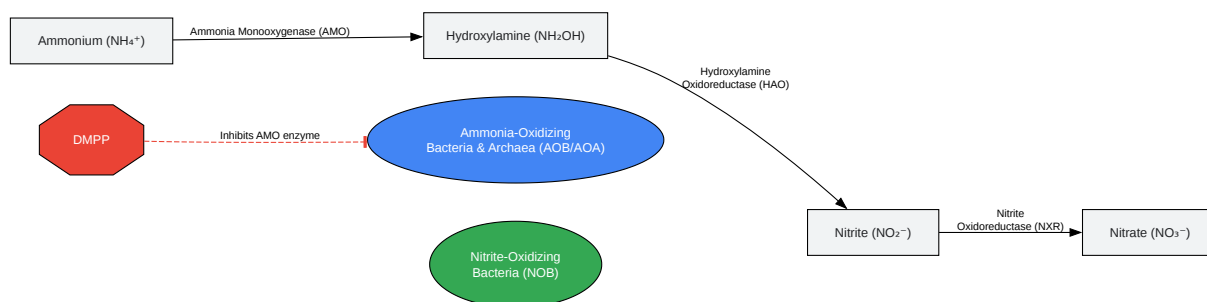 Ammonium (NH₄⁺)
Ammonia Monooxygenase (AMO)
Hydroxylamine (NH₂OH)
Hydroxylamine
Oxidoreductase (HAO)
DMPP
Inhibits AMO enzyme
Ammonia-Oxidizing
Bacteria & Archaea (AOB/AOA)
Nitrite (NO₂⁻)
Nitrite
Oxidoreductase (NXR)
Nitrate (NO₃⁻)
Nitrite-Oxidizing
Bacteria (NOB)